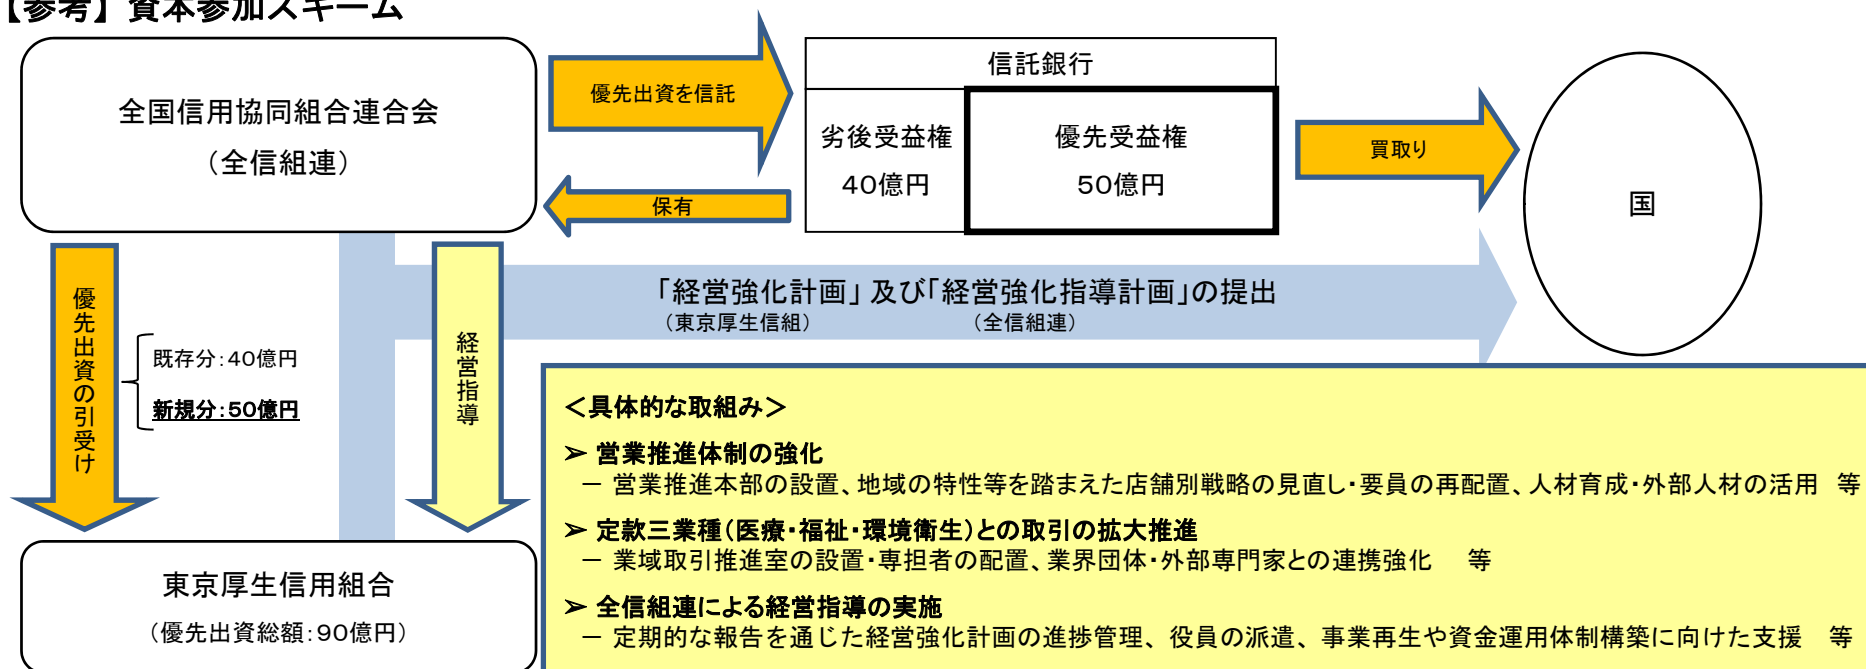 【参考】資本参加スキーム
全国信用協同組合連合会
（全信組連）
優先出資を信託
保有
信託銀行
劣後受益権
40億円
優先受益権
50億円
買取り
国
「経営強化計画」及び「経営強化指導計画」の提出
（東京厚生信組）
（全信組連）
優先出資の引受け
既存分：40億円
新規分：50億円
経営指導
東京厚生信用組合
（優先出資総額：90億円）
＜具体的な取組み＞
➢ 営業推進体制の強化
－ 営業推進本部の設置、地域の特性等を踏まえた店舗別戦略の見直し・要員の再配置、人材育成・外部人材の活用 等
➢ 定款三業種（医療・福祉・環境衛生）との取引の拡大推進
－ 業域取引推進室の設置・専担者の配置、業界団体・外部専門家との連携強化 等
➢ 全信組連による経営指導の実施
－ 定期的な報告を通じた経営強化計画の進捗管理、役員の派遣、事業再生や資金運用体制構築に向けた支援 等